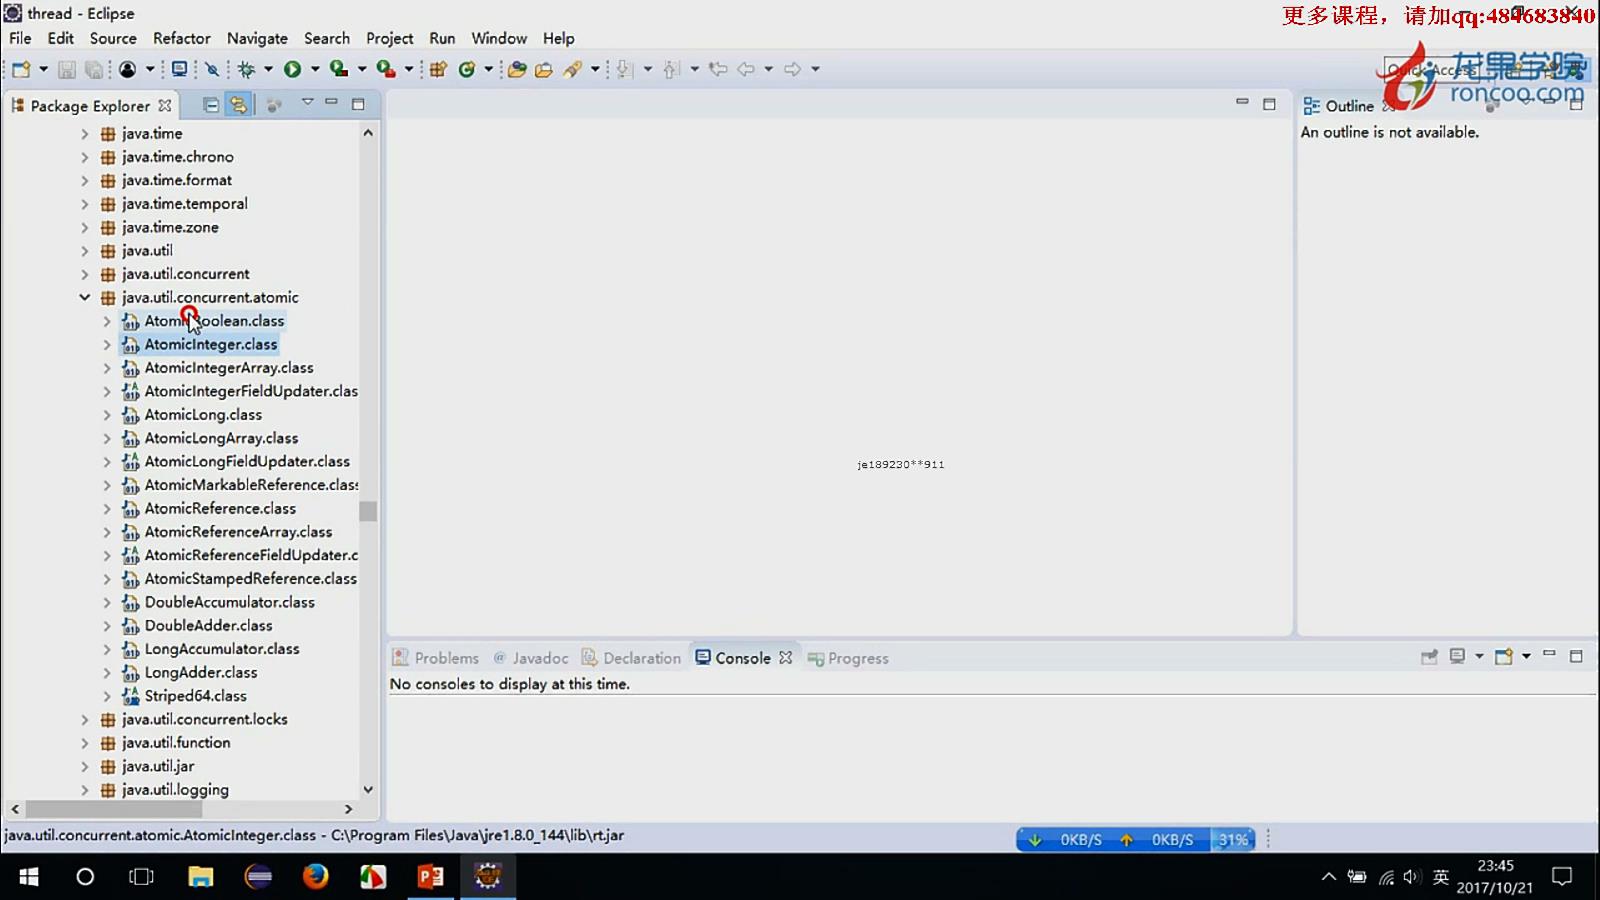 thread - Eclipse
更多课程，请加qq:484683840
File Edit Source Refactor Navigate Search Project Run Window Help
Quick Access
龙果学院
roncoo.com
Package Explorer
Outline
An outline is not available.
java.time
java.time.chrono
java.time.format
java.time.temporal
java.time.zone
java.util
java.util.concurrent
java.util.concurrent.atomic
AtomicBoolean.class
AtomicInteger.class
AtomicIntegerArray.class
AtomicIntegerFieldUpdater.clas
AtomicLong.class
AtomicLongArray.class
AtomicLongFieldUpdater.class
AtomicMarkableReference.class
AtomicReference.class
AtomicReferenceArray.class
AtomicReferenceFieldUpdater.c
AtomicStampedReference.class
DoubleAccumulator.class
DoubleAdder.class
LongAccumulator.class
LongAdder.class
Striped64.class
java.util.concurrent.locks
java.util.function
java.util.jar
java.util.logging
je189230**911
Problems @ Javadoc Declaration Console Progress
No consoles to display at this time.
java.util.concurrent.atomic.AtomicInteger.class - C:\Program Files\Java\jre1.8.0_144\lib\rt.jar
0KB/S 0KB/S 31%
英
23:45
2017/10/21